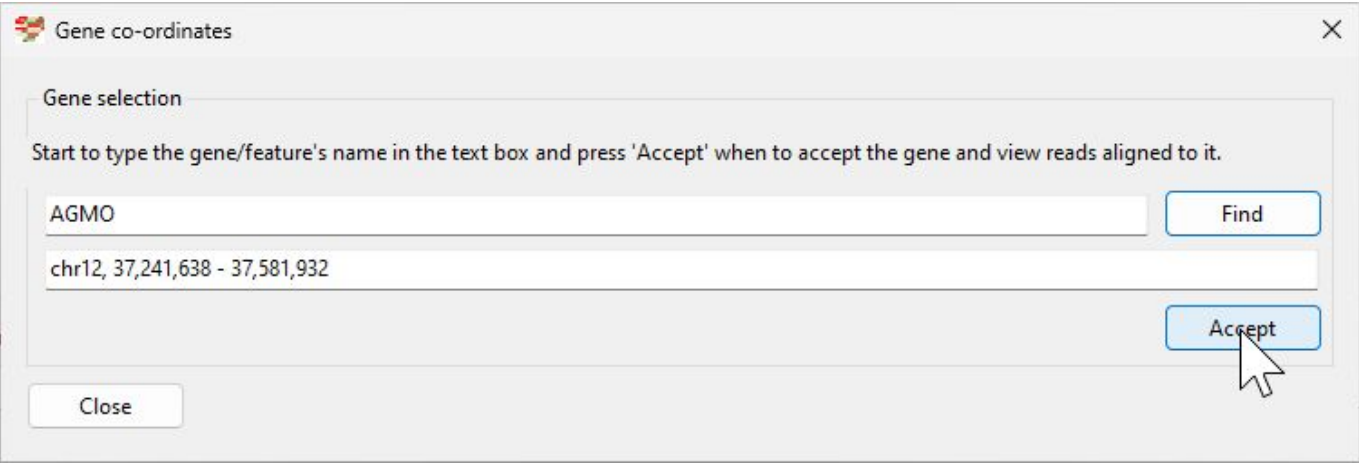 Gene co-ordinates
Gene selection
Start to type the gene/feature's name in the text box and press 'Accept' when to accept the gene and view reads aligned to it.
AGMO
Find
chr12, 37,241,638 - 37,581,932
Accept
Close